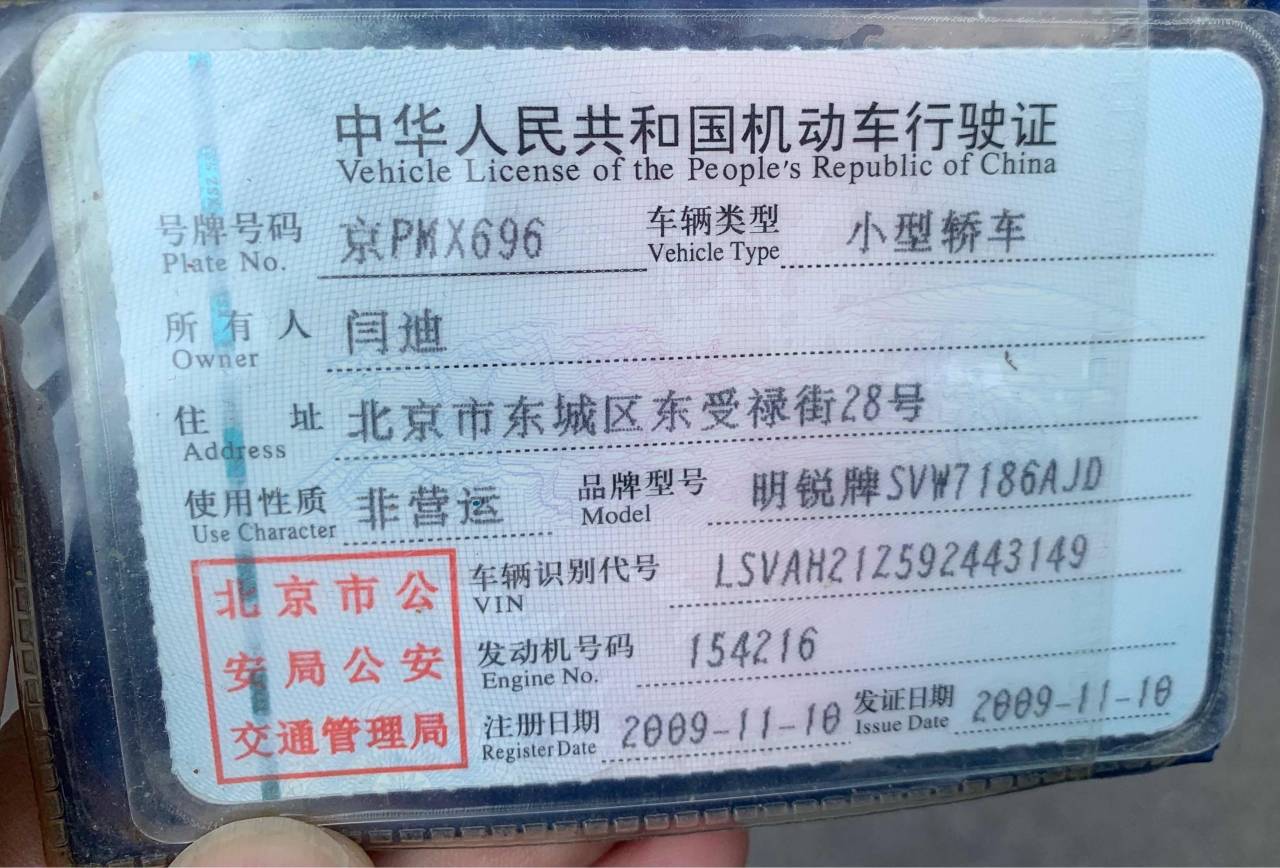 中华人民共和国机动车行驶证
Vehicle License of the People's Republic of China
号牌号码 京PMX696 车辆类型 小型轿车
Plate No. Vehicle Type
所有人 闫迪
Owner
住址 北京市东城区东受禄街28号
Address
使用性质 非营运 品牌型号 明锐牌SVW7186AJD
Use Character Model
北京市公
安局公安
交通管理局
车辆识别代号 LSVAH21Z592443149
VIN
发动机号码 154216
Engine No.
注册日期 2009-11-10 发证日期 2009-11-10
Register Date Issue Date